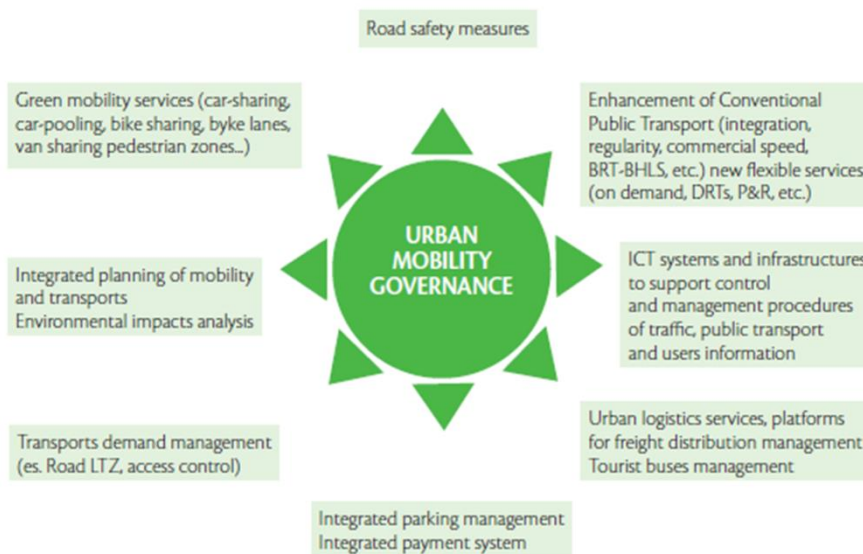 Road safety measures
Green mobility services (car-sharing,
car-pooling, bike sharing, byke lanes,
van sharing pedestrian zones...)
Enhancement of Conventional
Public Transport (integration,
regularity, commercial speed,
BRT-BHLS, etc.) new flexible services
(on demand, DRTs, P&R, etc.)
URBAN
MOBILITY
GOVERNANCE
Integrated planning of mobility
and transports
Environmental impacts analysis
ICT systems and infrastructures
to support control
and management procedures
of traffic, public transport
and users information
Transports demand management
(es. Road LTZ, access control)
Urban logistics services, platforms
for freight distribution management
Tourist buses management
Integrated parking management
Integrated payment system